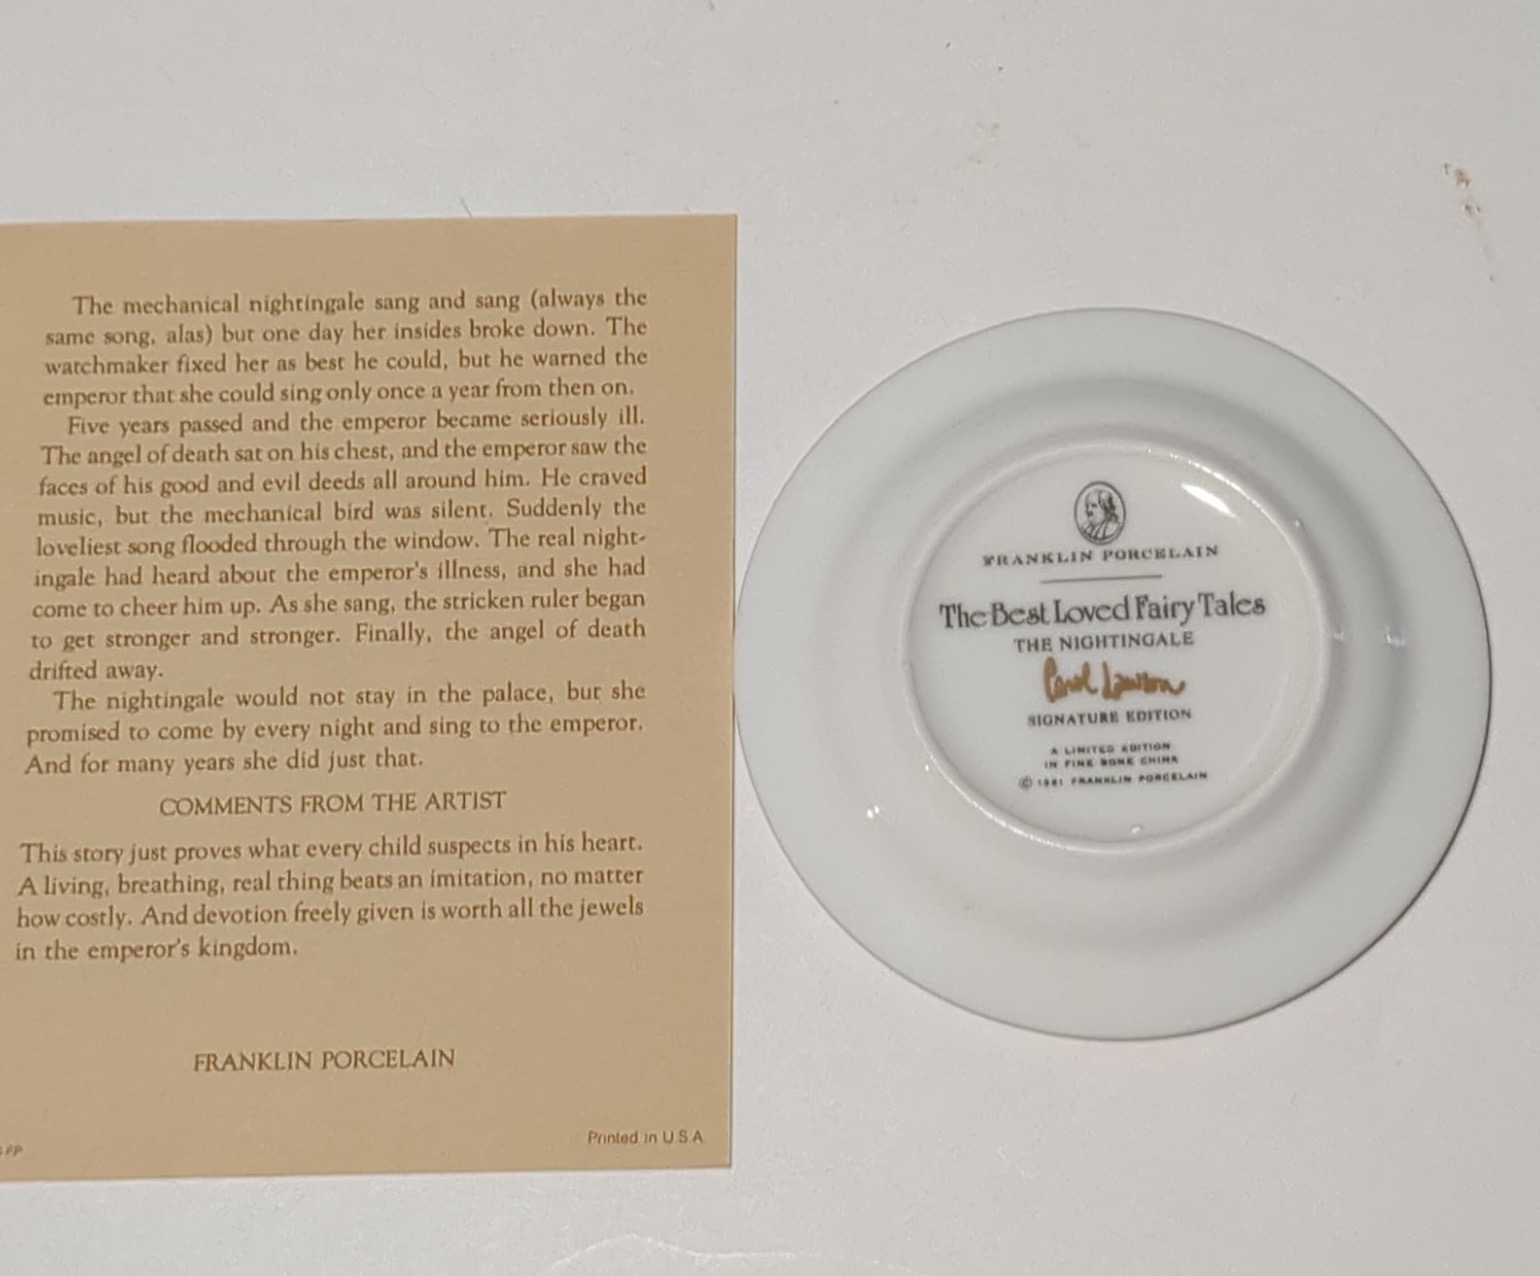 The mechanical nightingale sang and sang (always the
same song, alas) but one day her insides broke down. The
watchmaker fixed her as best he could, but he warned the
emperor that she could sing only once a year from then on.
Five years passed and the emperor became seriously ill.
The angel of death sat on his chest, and the emperor saw the
faces of his good and evil deeds all around him. He craved
music, but the mechanical bird was silent. Suddenly the
loveliest song flooded through the window. The real night-
ingale had heard about the emperor's illness, and she had
come to cheer him up. As she sang, the stricken ruler began
to get stronger and stronger. Finally, the angel of death
drifted away.
The nightingale would not stay in the palace, but she
promised to come by every night and sing to the emperor.
And for many years she did just that.
COMMENTS FROM THE ARTIST
This story just proves what every child suspects in his heart.
A living, breathing, real thing beats an imitation, no matter
how costly. And devotion freely given is worth all the jewels
in the emperor's kingdom.
FRANKLIN PORCELAIN
Printed in U S A
FRANKLIN PORCELAIN
The Best Loved Fairy Tales
THE NIGHTINGALE
Carol Lawson
SIGNATURE EDITION
A LIMITED EDITION
IN FINE BONE CHINA
© 1981 FRANKLIN PORCELAIN